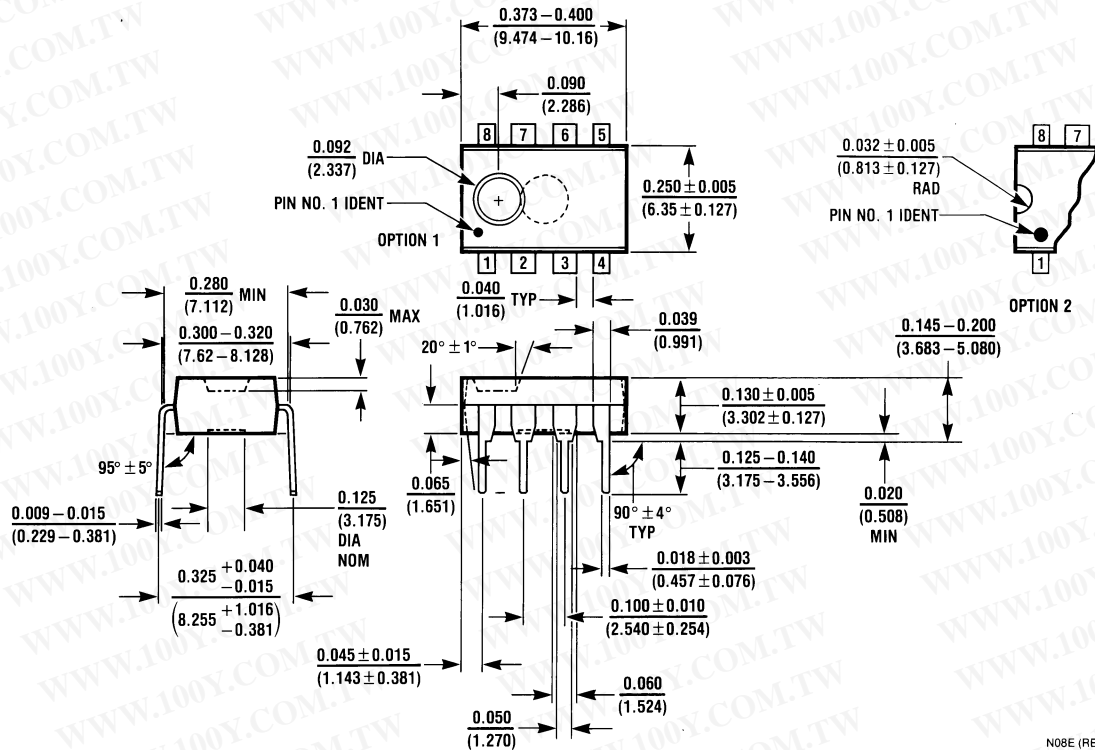 0.373 – 0.400
(9.474 – 10.16)
0.090
(2.286)
8 7 6 5
0.092 DIA
(2.337)
PIN NO. 1 IDENT
OPTION 1
0.250 ± 0.005
(6.35 ± 0.127)
1 2 3 4
0.032 ± 0.005
(0.813 ± 0.127)
RAD
PIN NO. 1 IDENT
8 7
1
OPTION 2
0.280 MIN
(7.112)
0.300 – 0.320
(7.62 – 8.128)
0.030 MAX
(0.762)
0.040 TYP
(1.016)
20° ± 1°
0.039
(0.991)
0.145 – 0.200
(3.683 – 5.080)
0.130 ± 0.005
(3.302 ± 0.127)
95° ± 5°
0.065
(1.651)
0.125 – 0.140
(3.175 – 3.556)
90° ± 4°
TYP
0.020
(0.508)
MIN
0.009 – 0.015
(0.229 – 0.381)
0.125
(3.175)
DIA
NOM
0.018 ± 0.003
(0.457 ± 0.076)
0.325 +0.040 -0.015
(8.255 +1.016 -0.381)
0.100 ± 0.010
(2.540 ± 0.254)
0.045 ± 0.015
(1.143 ± 0.381)
0.060
(1.524)
0.050
(1.270)
N08E (RE
WWW.100Y.COM.TW